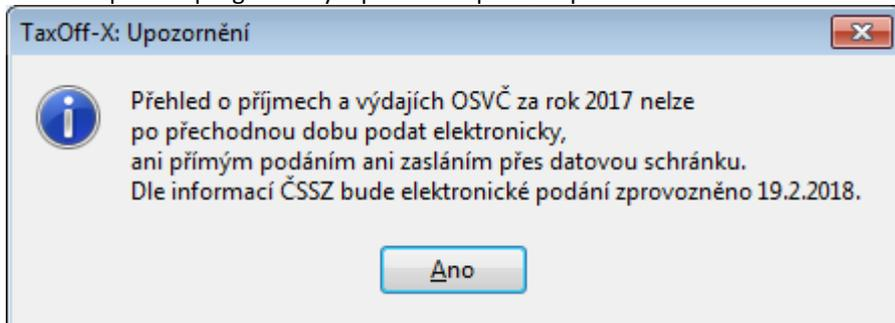 TaxOff-X: Upozornění
Přehled o příjmech a výdajích OSVČ za rok 2017 nelze
po přechodnou dobu podat elektronicky,
ani přímým podáním ani zasláním přes datovou schránku.
Dle informací ČSSZ bude elektronické podání zprovozněno 19.2.2018.
Ano